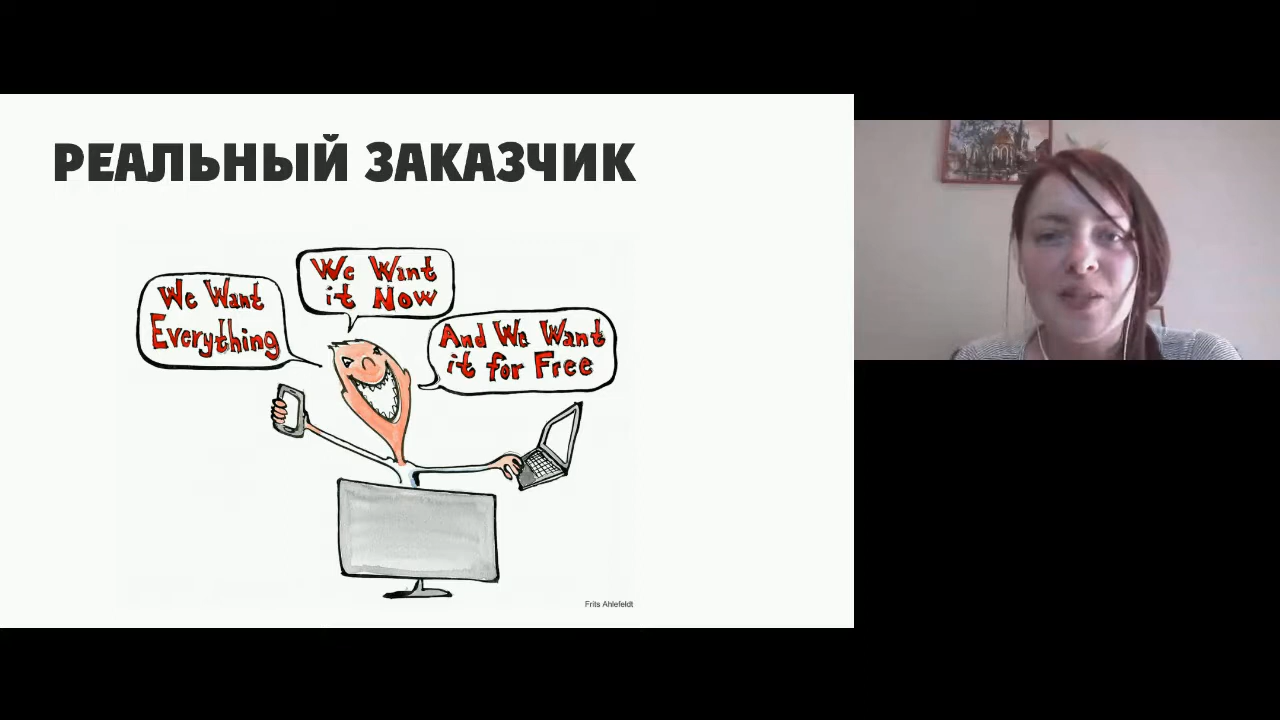 РЕАЛЬНЫЙ ЗАКАЗЧИК
We Want
Everything
We Want
it Now
And We Want
it for Free
Frits Ahlefeldt